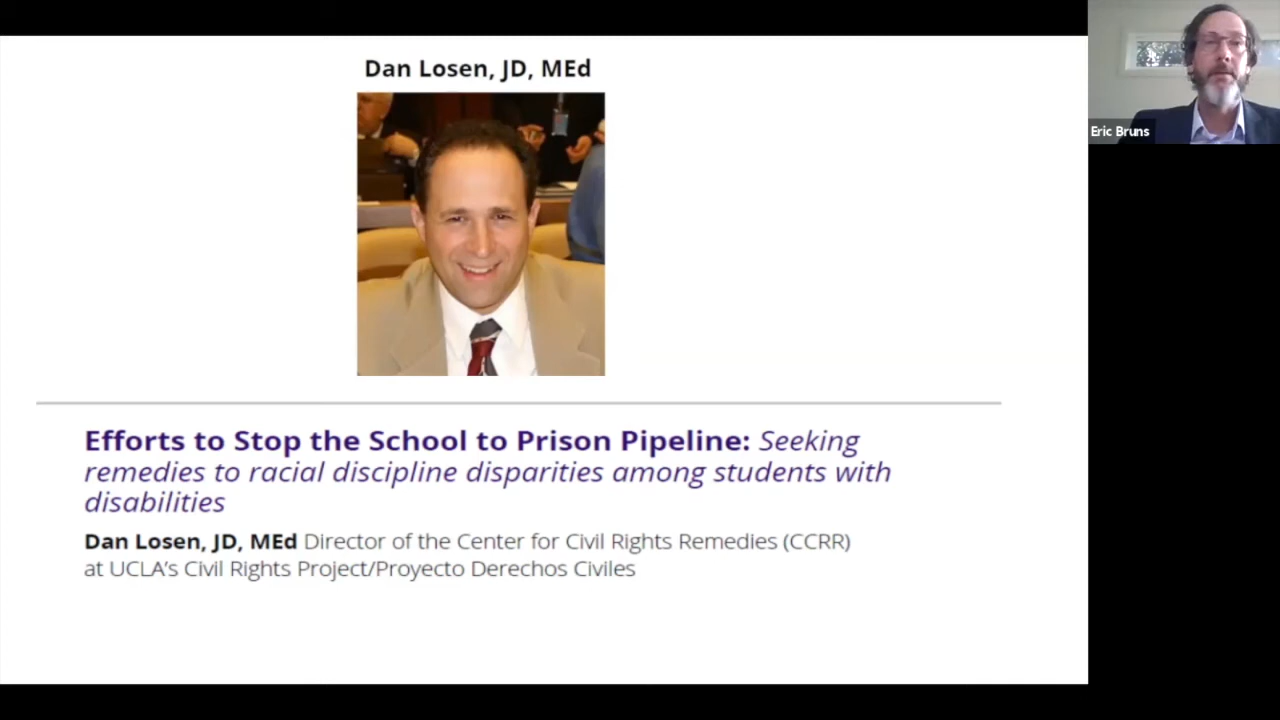 Dan Losen, JD, MEd
Eric Bruns
Efforts to Stop the School to Prison Pipeline: Seeking
remedies to racial discipline disparities among students with
disabilities
Dan Losen, JD, MEd Director of the Center for Civil Rights Remedies (CCRR)
at UCLA’s Civil Rights Project/Proyecto Derechos Civiles